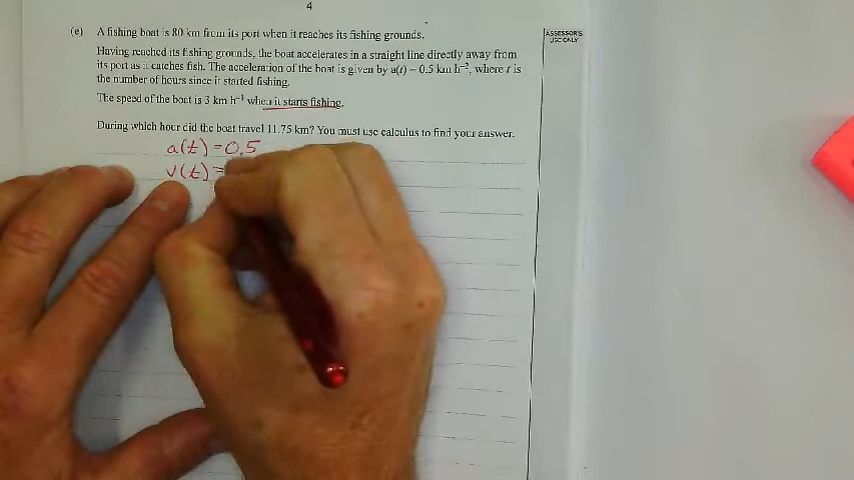 4
(e) A fishing boat is 80 km from its port when it reaches its fishing grounds.
ASSESSOR'S
USE ONLY
Having reached its fishing grounds, the boat accelerates in a straight line directly away from
its port as it catches fish. The acceleration of the boat is given by a(t) = 0.5 km h⁻², where t is
the number of hours since it started fishing.
The speed of the boat is 3 km h⁻¹ when it starts fishing.
During which hour did the boat travel 11.75 km? You must use calculus to find your answer.
a(t) = 0.5
v(t) =